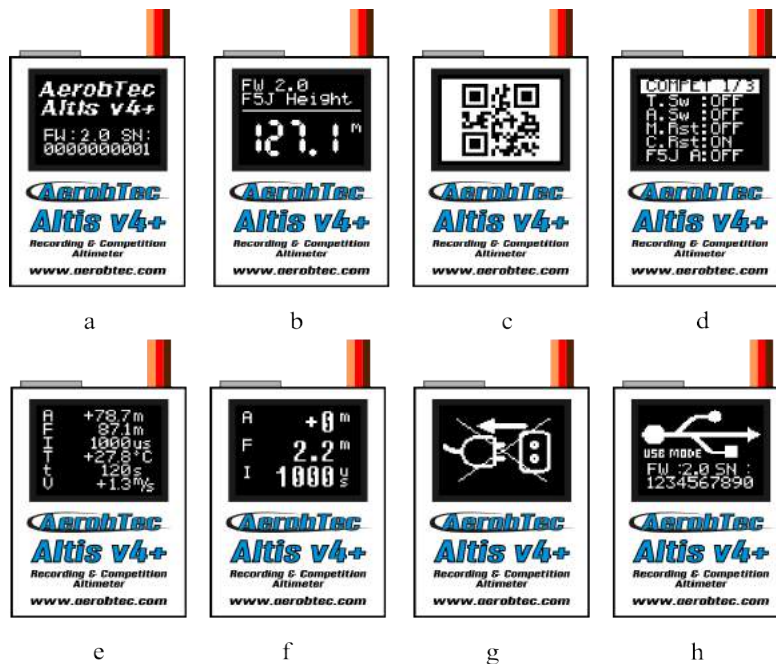 AerobTec
Altis v4+
FW:2.0 SN:
0000000001
AerobTec
Altis v4+
Recording & Competition
Altimeter
www.aerobtec.com
a
FW 2.0
F5J Height
127.1 m
AerobTec
Altis v4+
Recording & Competition
Altimeter
www.aerobtec.com
b
AerobTec
Altis v4+
Recording & Competition
Altimeter
www.aerobtec.com
c
COMPET 1/3
T.Sw :OFF
A.Sw :OFF
M.Rst:OFF
C.Rst:ON
F5J A:OFF
AerobTec
Altis v4+
Recording & Competition
Altimeter
www.aerobtec.com
d
A +78.7m
F 87.1m
I 1000us
T +27.8°C
t 120s
V +1.3m/s
AerobTec
Altis v4+
Recording & Competition
Altimeter
www.aerobtec.com
e
A +0 m
F 2.2 m
I 1000 us
AerobTec
Altis v4+
Recording & Competition
Altimeter
www.aerobtec.com
f
AerobTec
Altis v4+
Recording & Competition
Altimeter
www.aerobtec.com
g
USB MODE
FW :2.0 SN :
1234567890
AerobTec
Altis v4+
Recording & Competition
Altimeter
www.aerobtec.com
h